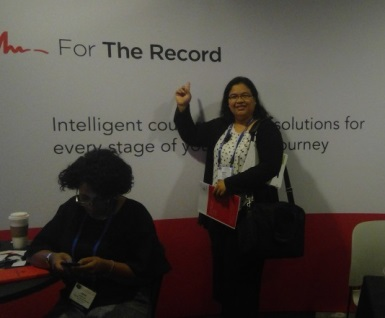 For The Record
Intelligent cou solutions for
every stage of yo journey